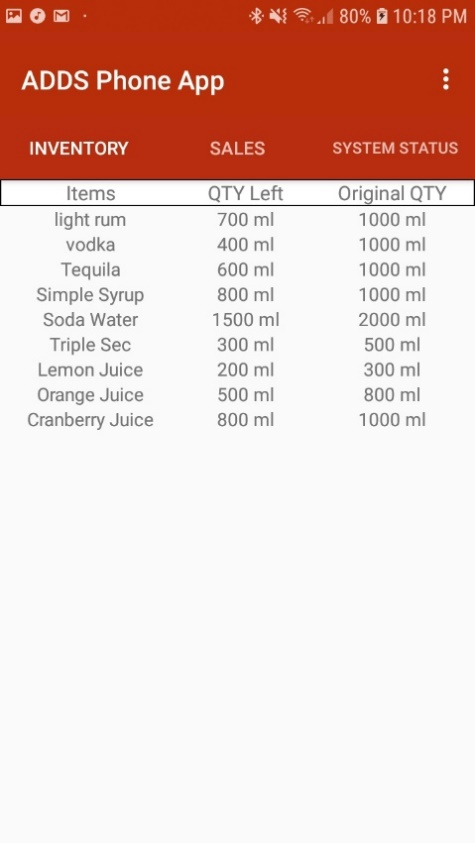 80% 10:18 PM
ADDS Phone App
INVENTORY SALES SYSTEM STATUS
Items QTY Left Original QTY
light rum 700 ml 1000 ml
vodka 400 ml 1000 ml
Tequila 600 ml 1000 ml
Simple Syrup 800 ml 1000 ml
Soda Water 1500 ml 2000 ml
Triple Sec 300 ml 500 ml
Lemon Juice 200 ml 300 ml
Orange Juice 500 ml 800 ml
Cranberry Juice 800 ml 1000 ml